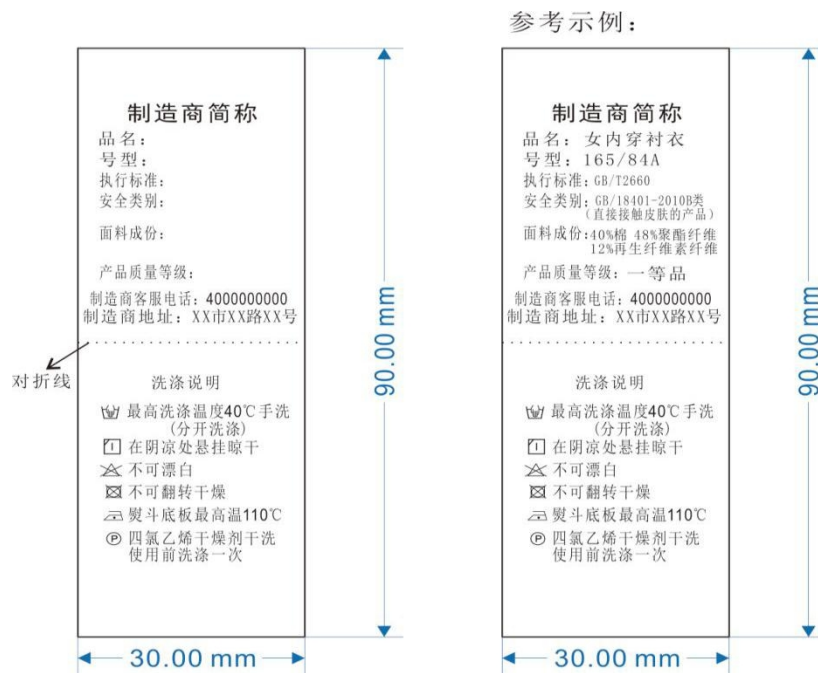 参考示例：
制造商简称
品名：
号型：
执行标准：
安全类别：
面料成份：
产品质量等级：
制造商客服电话：4000000000
制造商地址：XX市XX路XX号
对折线
洗涤说明
最高洗涤温度40℃手洗
(分开洗涤)
在阴凉处悬挂晾干
不可漂白
不可翻转干燥
熨斗底板最高温110℃
P 四氯乙烯干燥剂干洗
使用前洗涤一次
90.00 mm
30.00 mm
制造商简称
品名：女内穿衬衣
号型：165/84A
执行标准：GB/T2660
安全类别：GB/18401-2010B类
（直接接触皮肤的产品）
面料成份：40%棉 48%聚酯纤维
12%再生纤维素纤维
产品质量等级：一等品
制造商客服电话：4000000000
制造商地址：XX市XX路XX号
洗涤说明
最高洗涤温度40℃手洗
(分开洗涤)
在阴凉处悬挂晾干
不可漂白
不可翻转干燥
熨斗底板最高温110℃
P 四氯乙烯干燥剂干洗
使用前洗涤一次
90.00 mm
30.00 mm